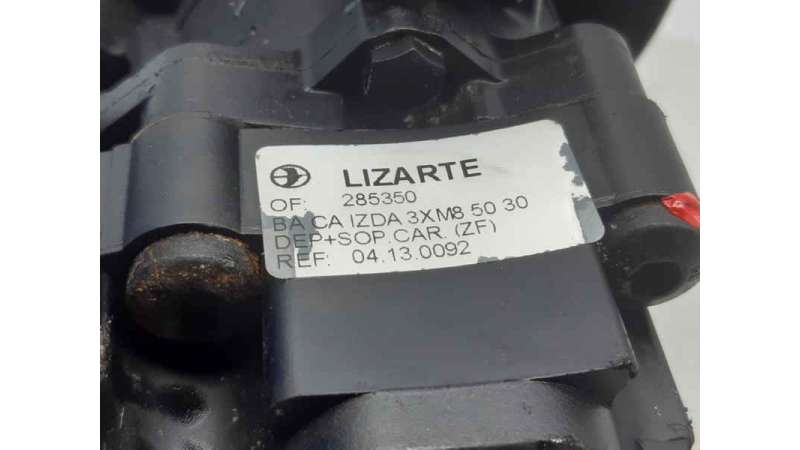 LIZARTE
OF: 285350
BA CA IZDA 3XM8 50 30
DEP+SOP.CAR. (ZF)
REF: 04.13.0092